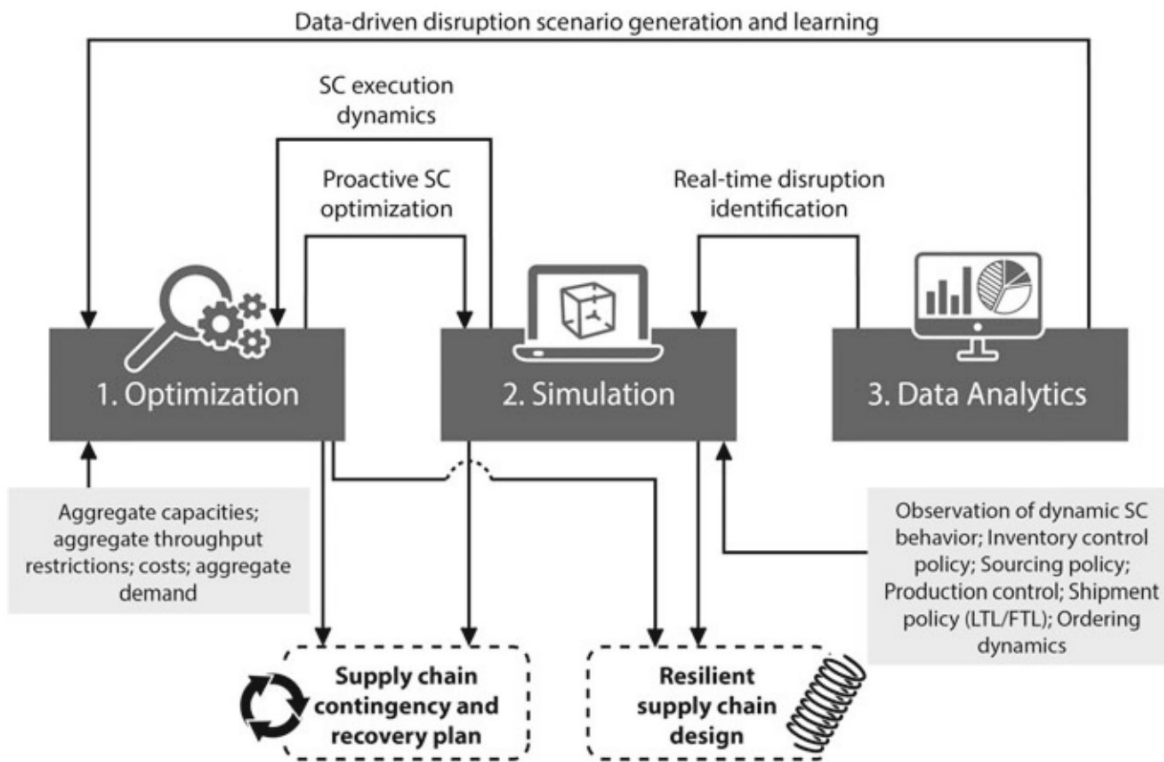 Data-driven disruption scenario generation and learning
SC execution
dynamics
Proactive SC
optimization
Real-time disruption
identification
1. Optimization
2. Simulation
3. Data Analytics
Aggregate capacities;
aggregate throughput
restrictions; costs; aggregate
demand
Observation of dynamic SC
behavior; Inventory control
policy; Sourcing policy;
Production control; Shipment
policy (LTL/FTL); Ordering
dynamics
Supply chain
contingency and
recovery plan
Resilient
supply chain
design